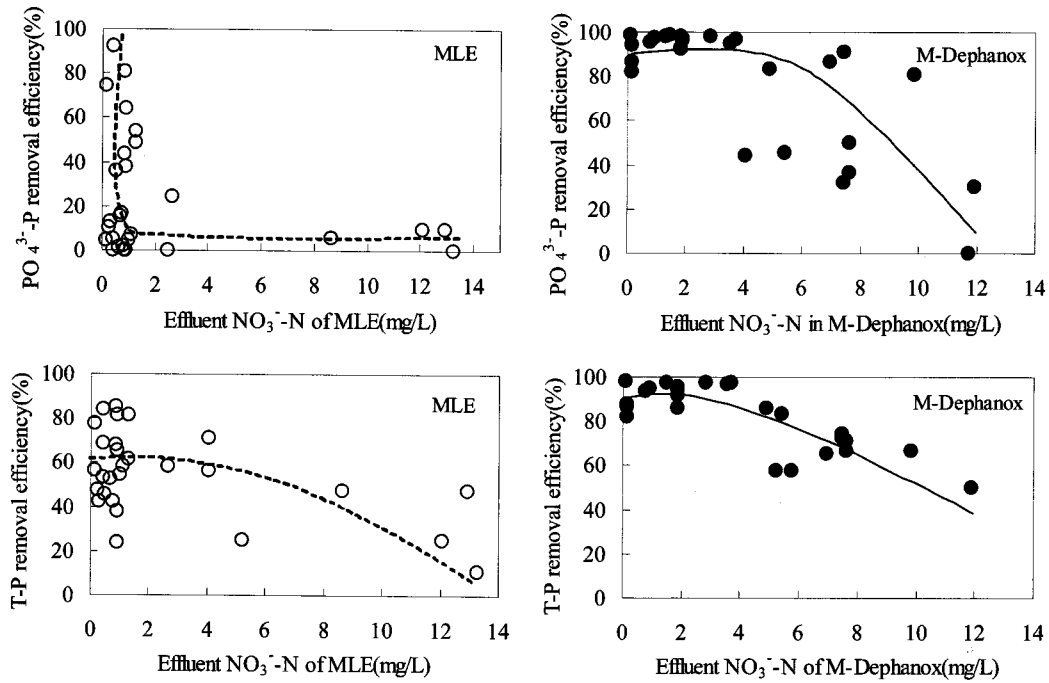 PO₄³⁻-P removal efficiency(%)
100
80
60
40
20
0
MLE
0 2 4 6 8 10 12 14
Effluent NO₃⁻-N of MLE(mg/L)
PO₄³⁻-P removal efficiency(%)
100
80
60
40
20
0
M-Dephanox
0 2 4 6 8 10 12 14
Effluent NO₃⁻-N in M-Dephanox(mg/L)
T-P removal efficiency(%)
100
80
60
40
20
0
MLE
0 2 4 6 8 10 12 14
Effluent NO₃⁻-N of MLE(mg/L)
T-P removal efficiency(%)
100
80
60
40
20
0
M-Dephanox
0 2 4 6 8 10 12 14
Effluent NO₃⁻-N of M-Dephanox(mg/L)